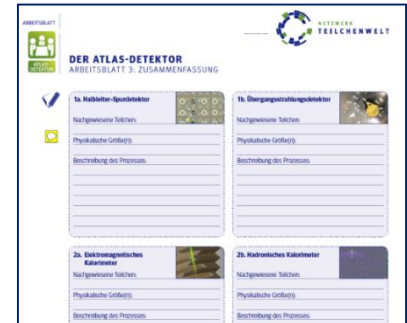 ARBEITSBLATT
NETZWERK
TEILCHENWELT
ATLAS-
DETEKTOR
DER ATLAS-DETEKTOR
ARBEITSBLATT 3: ZUSAMMENFASSUNG
1a. Halbleiter-Spurdetektor
Nachgewiesene Teilchen:
Physikalische Größe(n):
Beschreibung des Prozesses:
1b. Übergangsstrahlungsdetektor
Nachgewiesene Teilchen:
Physikalische Größe(n):
Beschreibung des Prozesses:
2a. Elektromagnetisches
Kalorimeter
Nachgewiesene Teilchen:
Physikalische Größe(n):
Beschreibung des Prozesses:
2b. Hadronisches Kalorimeter
Nachgewiesene Teilchen:
Physikalische Größe(n):
Beschreibung des Prozesses: